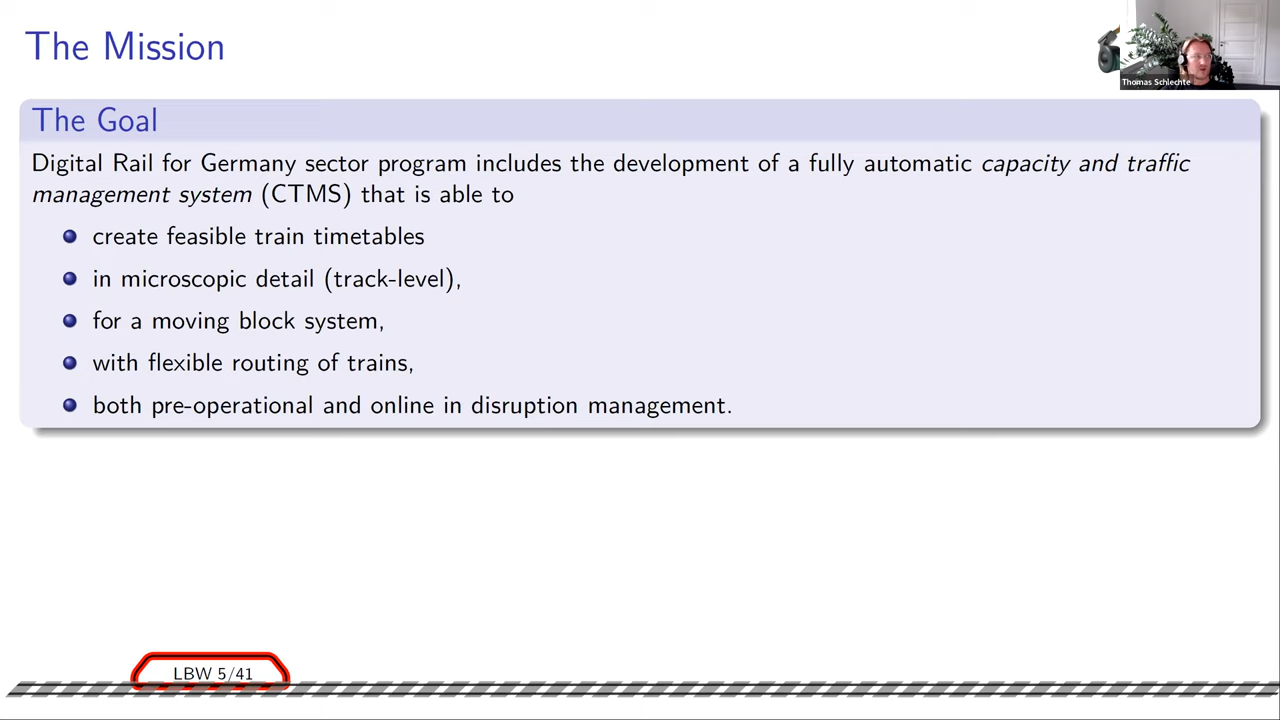 The Mission
Thomas Schlechte
The Goal
Digital Rail for Germany sector program includes the development of a fully automatic capacity and traffic
management system (CTMS) that is able to
create feasible train timetables
in microscopic detail (track-level),
for a moving block system,
with flexible routing of trains,
both pre-operational and online in disruption management.
LBW 5/41